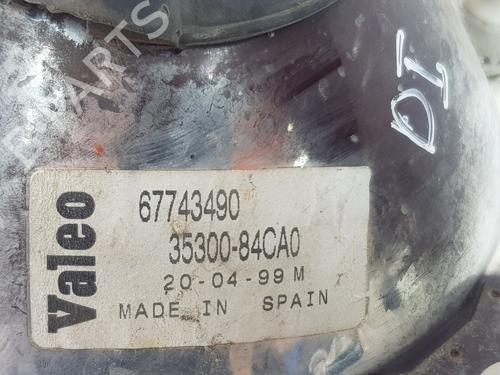 DI
Valeo
67743490
35300-84CA0
20-04-99 M
MADE IN SPAIN